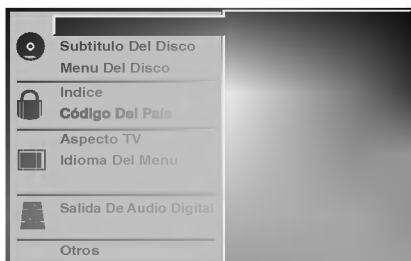 Subtitulo Del Disco
Menu Del Disco
Indice
Código Del País
Aspecto TV
Idioma Del Menu
Salida De Audio Digital
Otros